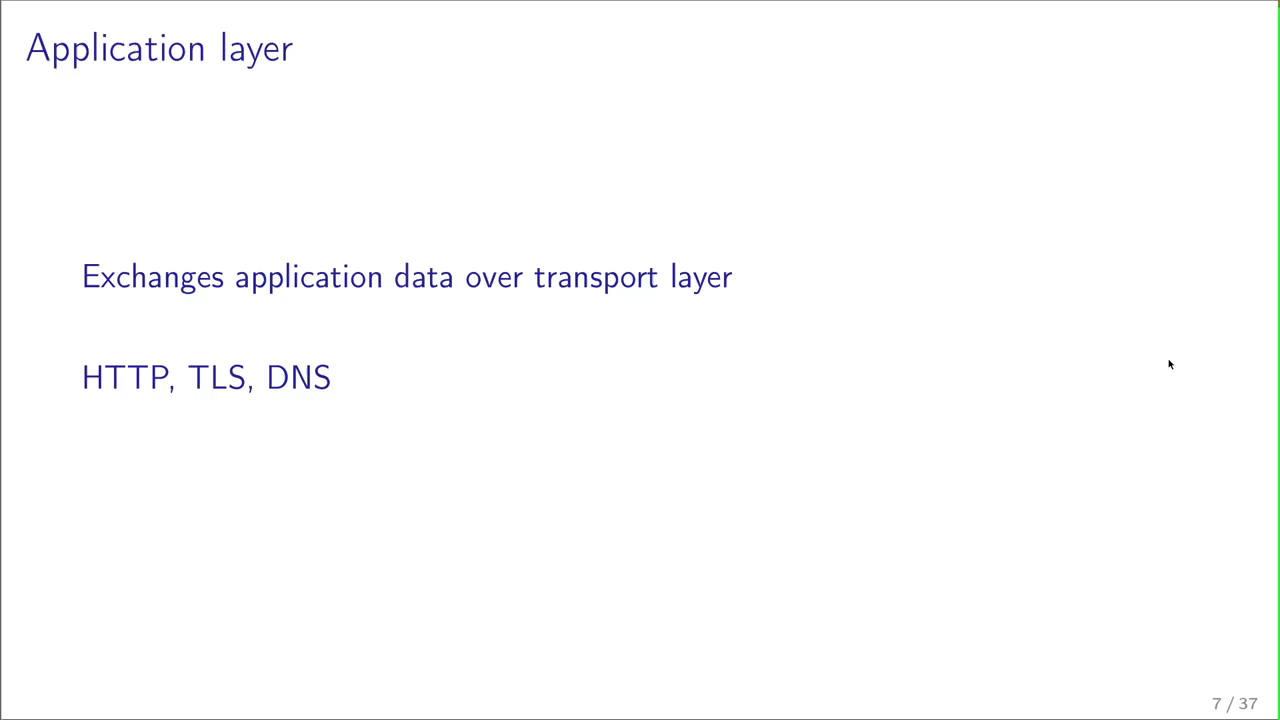 Application layer
Exchanges application data over transport layer
HTTP, TLS, DNS
7 / 37